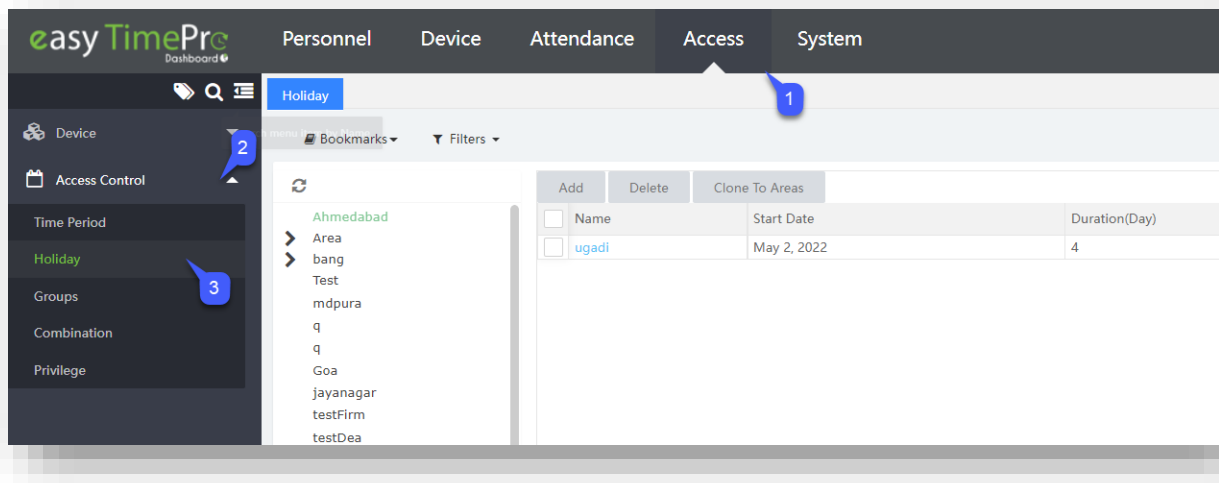 easy TimePro Personnel Device Attendance Access System
Dashboard
1
Holiday
Device
2
Bookmarks Filters
Access Control
Add Delete Clone To Areas
Time Period
Holiday
3
Groups
Combination
Privilege
Ahmedabad
Area
bang
Test
mdpura
q
q
Goa
jayanagar
testFirm
testDea
Name Start Date Duration(Day)
ugadi May 2, 2022 4